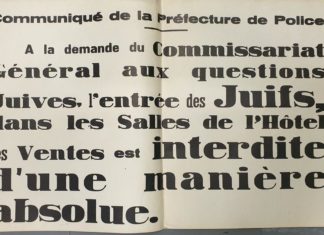 Communiqué de la Préfecture de Police
A la demande du Commissariat
Général aux questions
Juives, l'entrée des Juifs,
dans les Salles de l'Hôtel
des Ventes est interdite
d'une manière
absolue.